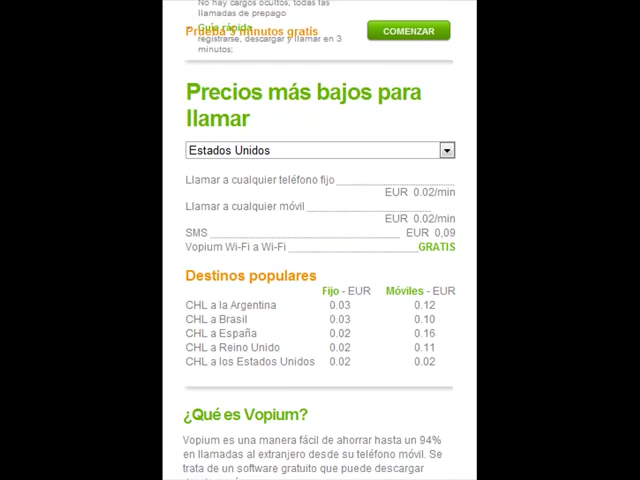 No hay cargos ocultos, todas las
llamadas de prepago
Guía rápida
Prueba 3 minutos gratis
COMENZAR
registrarse, descargar y llamar en 3
minutos;
Precios más bajos para
llamar
Estados Unidos
Llamar a cualquier teléfono fijo
EUR 0.02/min
Llamar a cualquier móvil
EUR 0.02/min
SMS EUR 0,09
Vopium Wi-Fi a Wi-Fi GRATIS
Destinos populares
Fijo - EUR Móviles - EUR
CHL a la Argentina 0.03 0.12
CHL a Brasil 0.03 0.10
CHL a España 0.02 0.16
CHL a Reino Unido 0.02 0.11
CHL a los Estados Unidos 0.02 0.02
¿Qué es Vopium?
Vopium es una manera fácil de ahorrar hasta un 94%
en llamadas al extranjero desde su teléfono móvil. Se
trata de un software gratuito que puede descargar